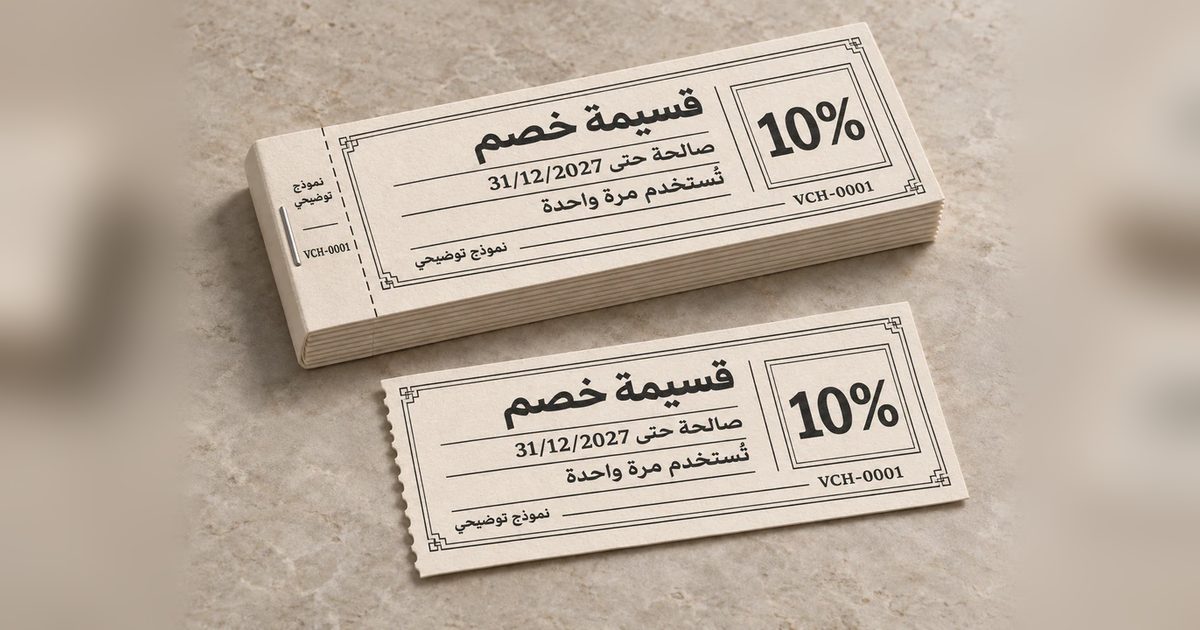 قسيمة خصم
صالحة حتى 31/12/2027
تُستخدم مرة واحدة
10%
VCH-0001
نموذج توضيحي
نموذج
توضيحي
VCH-0001
قسيمة خصم
صالحة حتى 31/12/2027
تُستخدم مرة واحدة
10%
VCH-0001
نموذج توضيحي